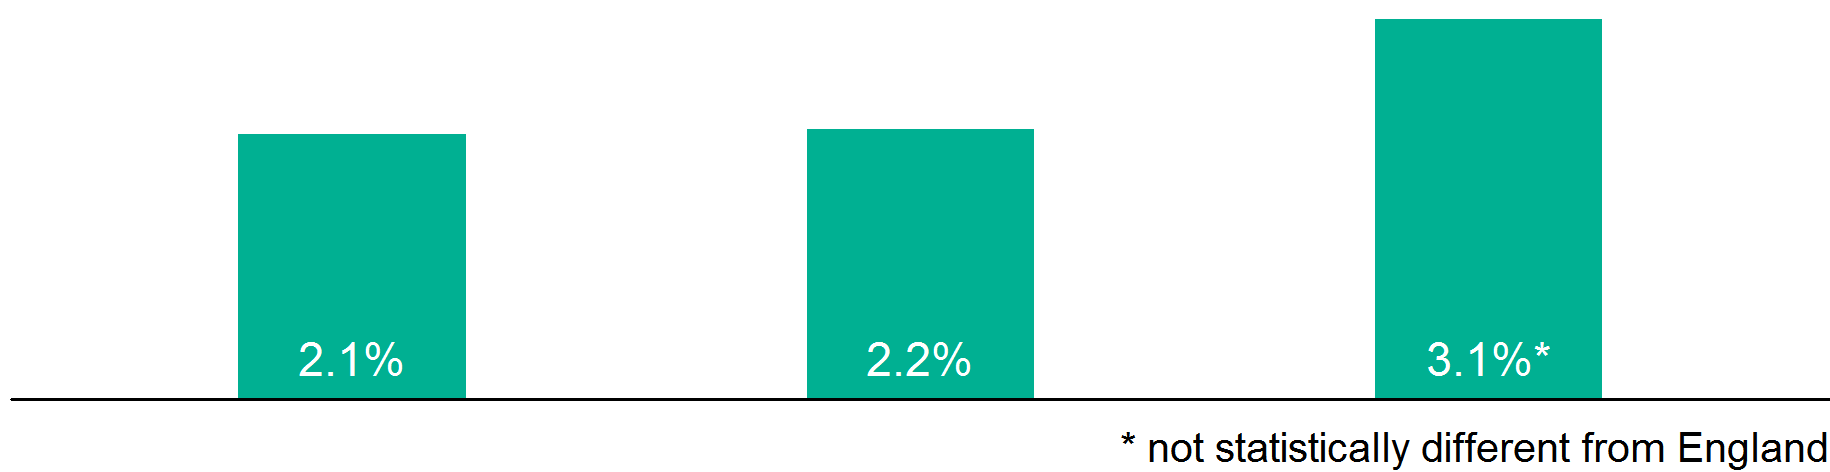 2.1%
2.2%
3.1%*
* not statistically different from England